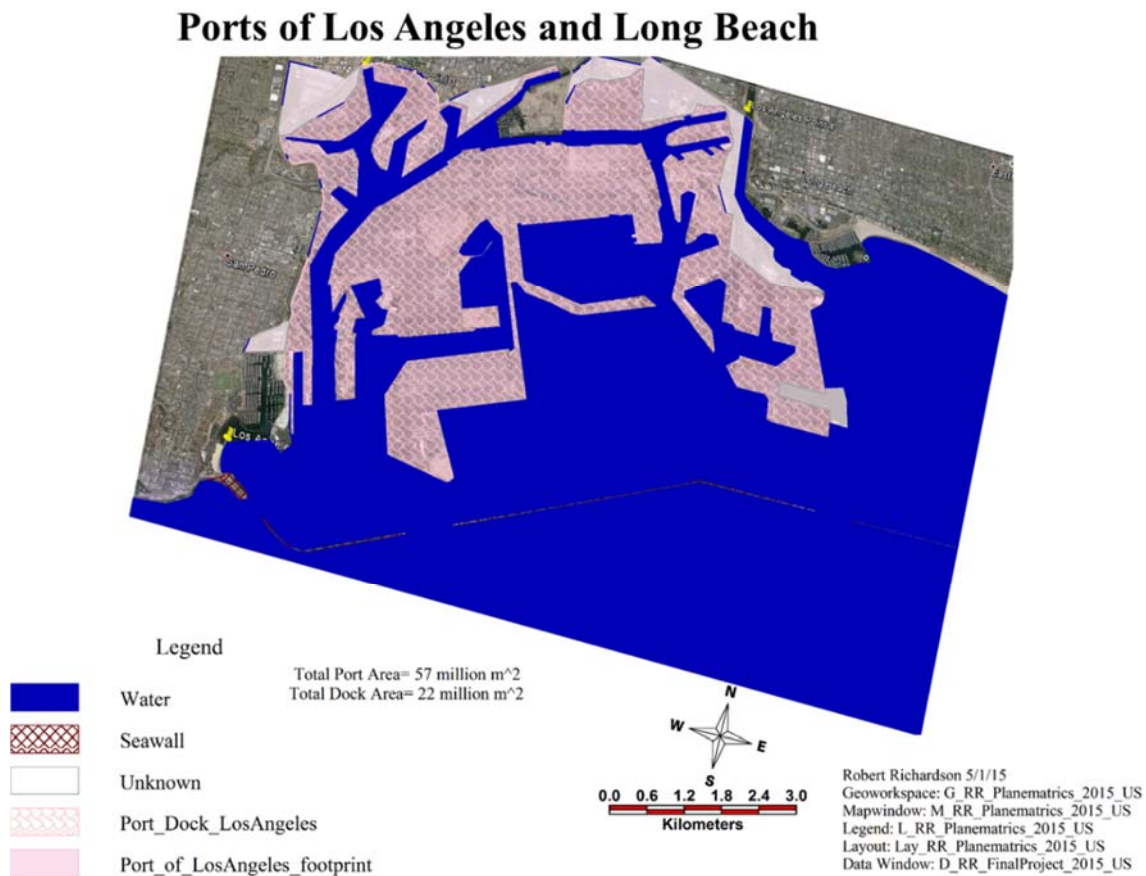 Ports of Los Angeles and Long Beach
San Pedro
Long Beach
Legend
Total Port Area= 57 million m^2
Total Dock Area= 22 million m^2
Water
Seawall
Unknown
Port_Dock_LosAngeles
Port_of_LosAngeles_footprint
N
W
E
S
0.0 0.6 1.2 1.8 2.4 3.0
Kilometers
Robert Richardson 5/1/15
Geoworkspace: G_RR_Planematrics_2015_US
Mapwindow: M_RR_Planematrics_2015_US
Legend: L_RR_Planematrics_2015_US
Layout: Lay_RR_Planematrics_2015_US
Data Window: D_RR_FinalProject_2015_US